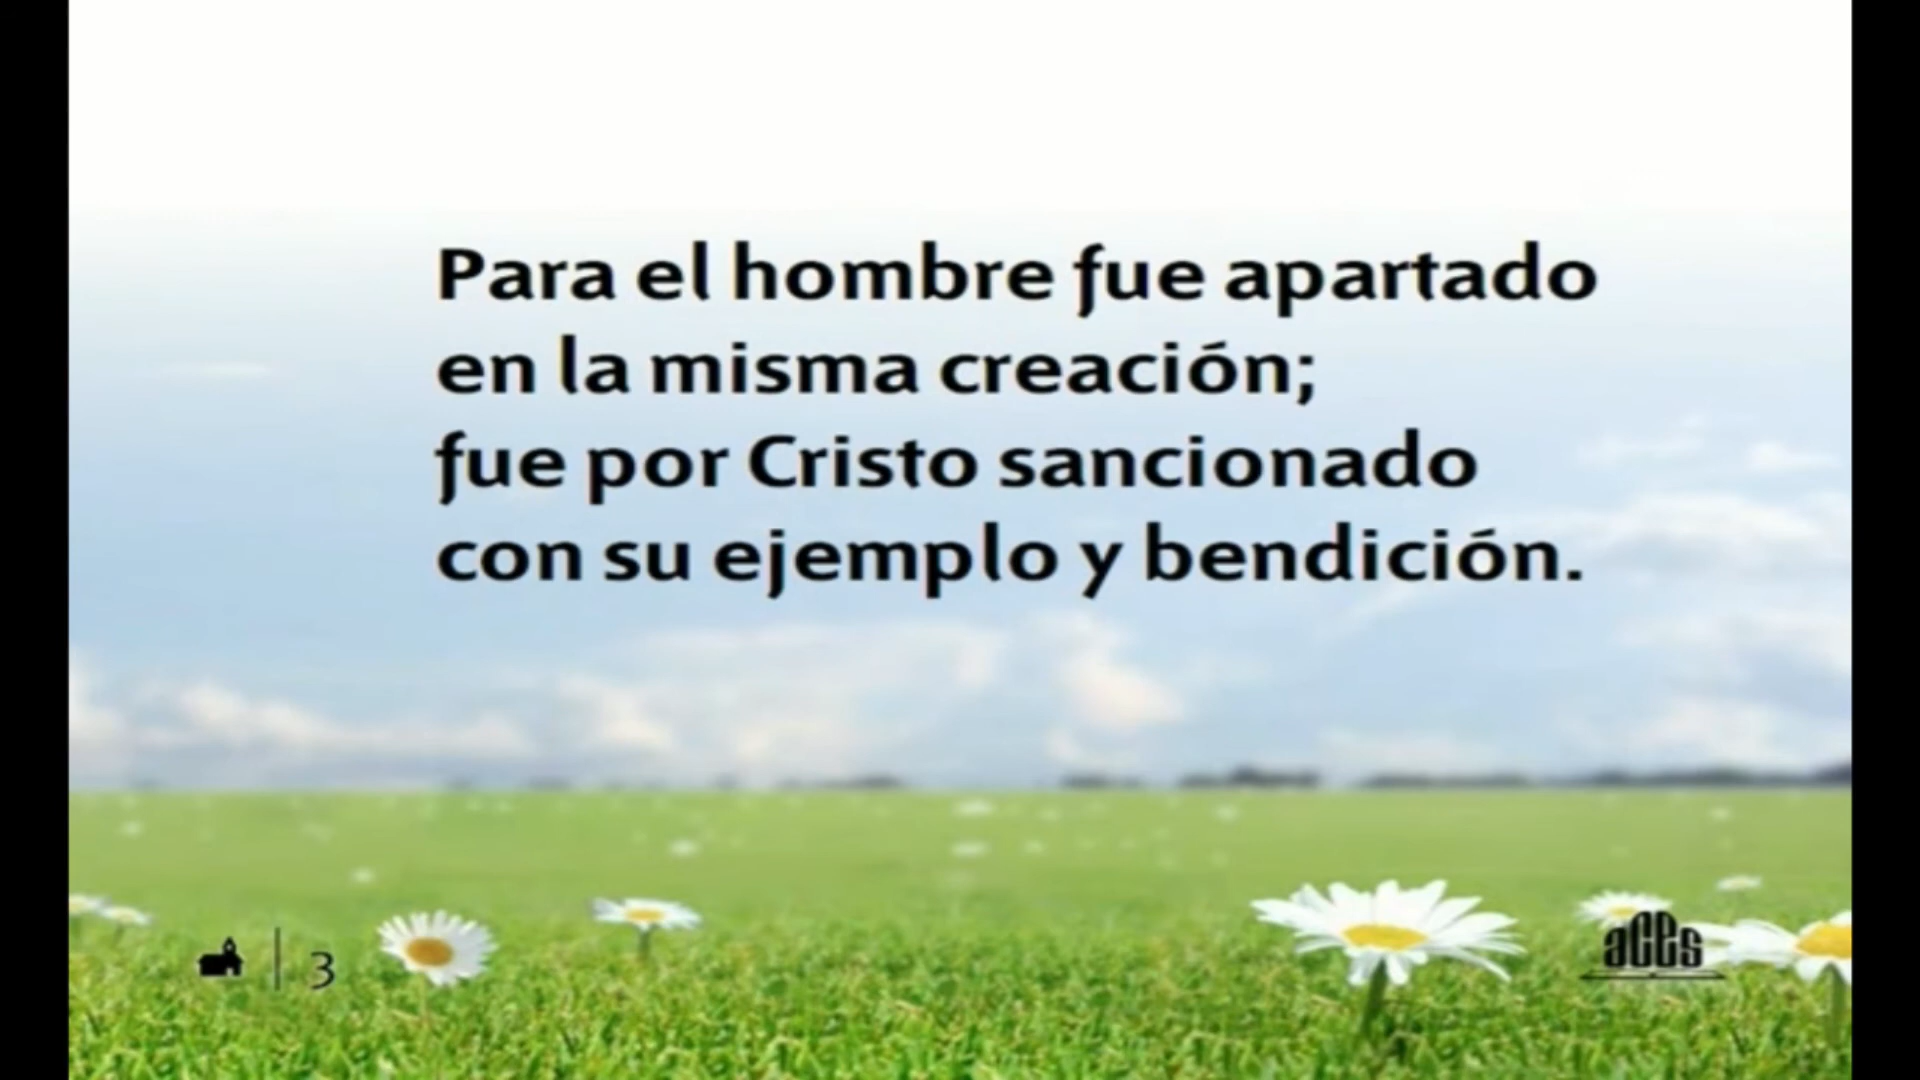 Para el hombre fue apartado
en la misma creación;
fue por Cristo sancionado
con su ejemplo y bendición.
3
aces